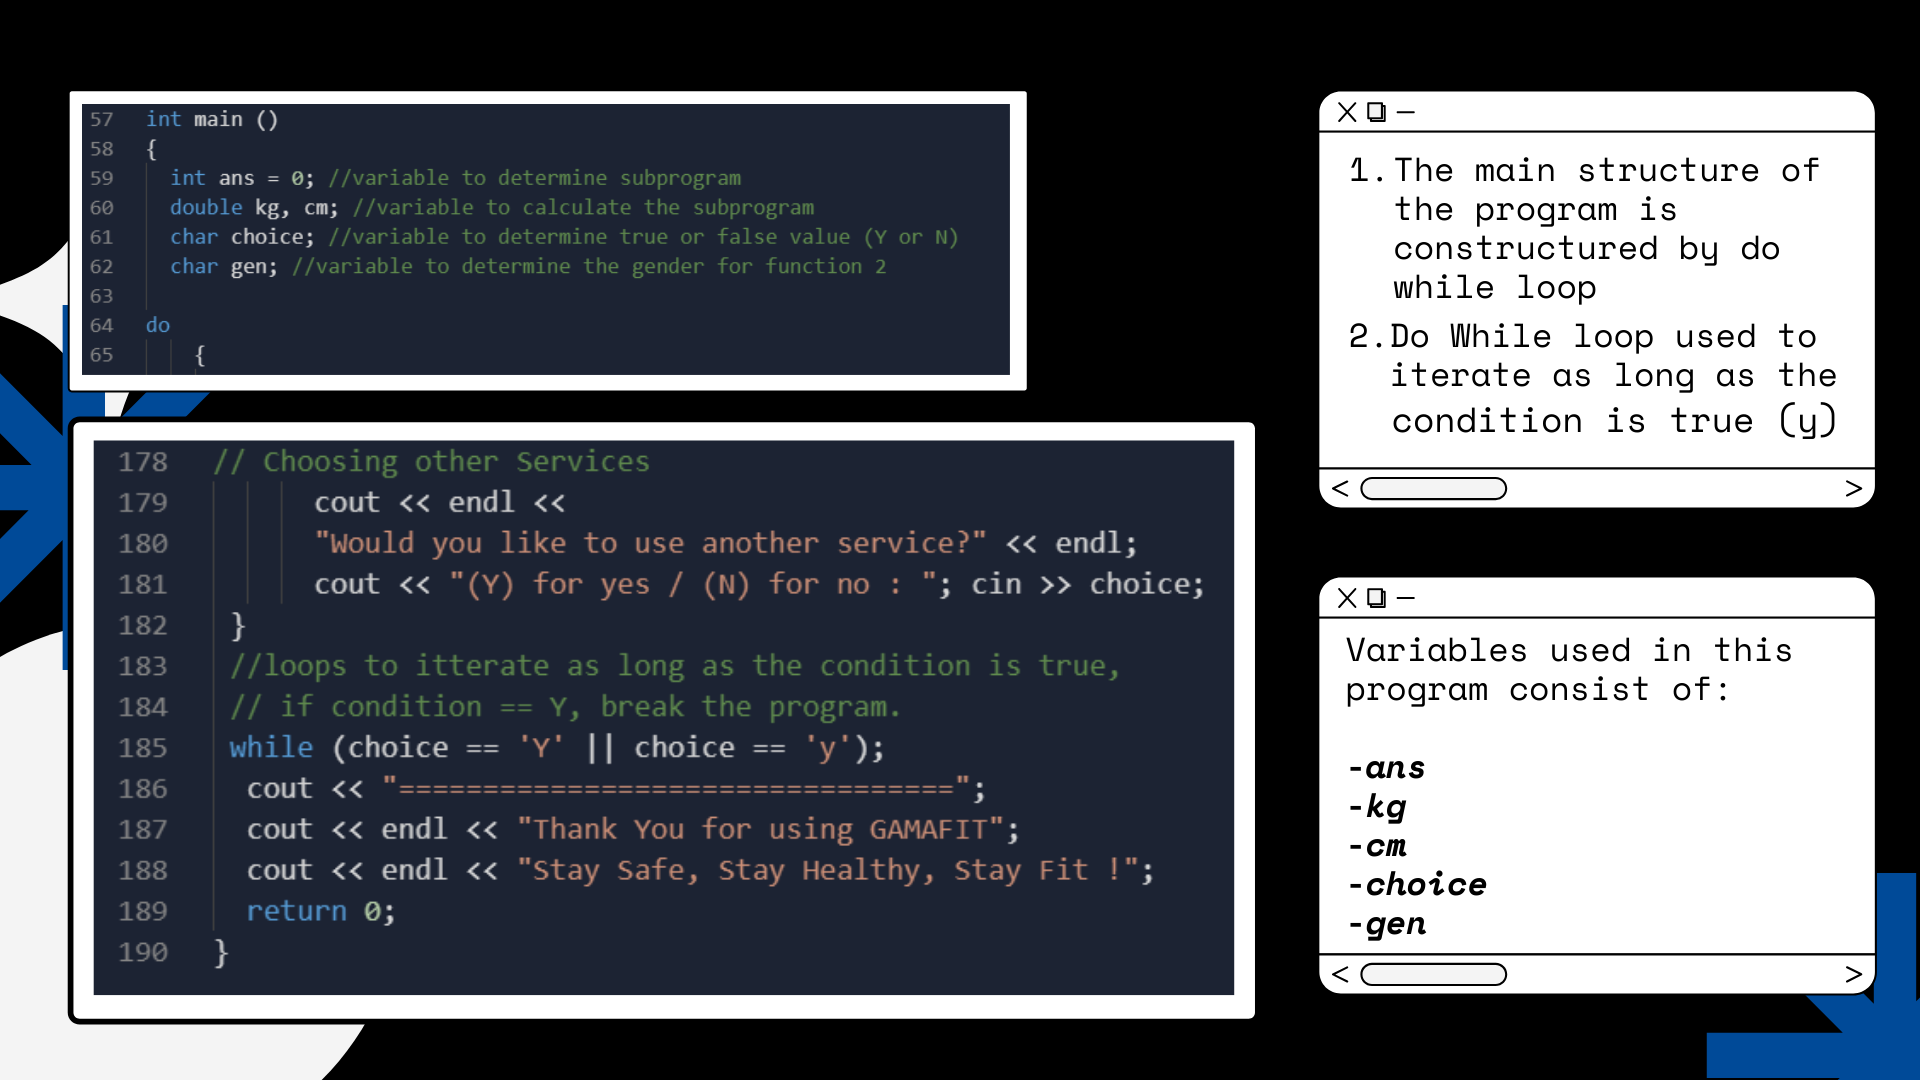 57 int main ()
58 {
59 int ans = 0; //variable to determine subprogram
60 double kg, cm; //variable to calculate the subprogram
61 char choice; //variable to determine true or false value (Y or N)
62 char gen; //variable to determine the gender for function 2
63
64 do
65 {
178 // Choosing other Services
179 cout << endl <<
180 "Would you like to use another service?" << endl;
181 cout << "(Y) for yes / (N) for no : "; cin >> choice;
182 }
183 //loops to itterate as long as the condition is true,
184 // if condition == Y, break the program.
185 while (choice == 'Y' || choice == 'y');
186 cout << "=================================";
187 cout << endl << "Thank You for using GAMAFIT";
188 cout << endl << "Stay Safe, Stay Healthy, Stay Fit !";
189 return 0;
190 }
1. The main structure of
the program is
constructured by do
while loop
2. Do While loop used to
iterate as long as the
condition is true (y)
Variables used in this
program consist of:
-ans
-kg
-cm
-choice
-gen